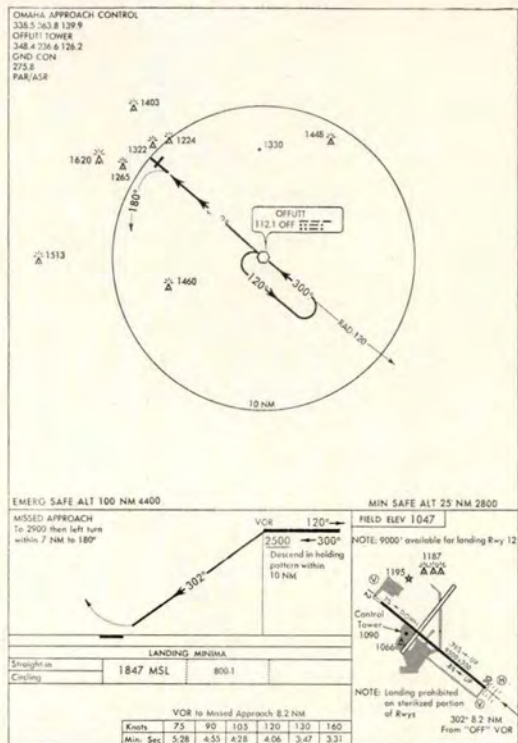 OMAHA APPROACH CONTROL
338.5 363.8 139.9
OFFUTT TOWER
348.4 236.6 126.2
GND CON
275.8
PAR/ASR
1403
1448
1322
1224
1330
1620
1265
180°
OFFUTT
112.1 OFF
1513
1460
120°
300°
RAD-120
10 NM
EMERG SAFE ALT 100 NM 4400
MIN SAFE ALT 25 NM 2800
MISSED APPROACH
To 2900 then left turn
within 7 NM to 180°
VOR
120°
2500
300°
Descend in holding
pattern within
10 NM
302°
FIELD ELEV 1047
NOTE: 9000' available for landing Rwy 12
1187
1195
Control
Tower
1090
1066
NOTE: Landing prohibited
on sterilized portion
of Rwys
302° 8.2 NM
From "OFF" VOR
LANDING MINIMA
Straight-in
Circling
1847 MSL
800-1
VOR to Missed Approach 8.2 NM
Knots 75 90 105 120 130 160
Min: Sec 5:28 4:55 4:28 4:06 3:47 3:31